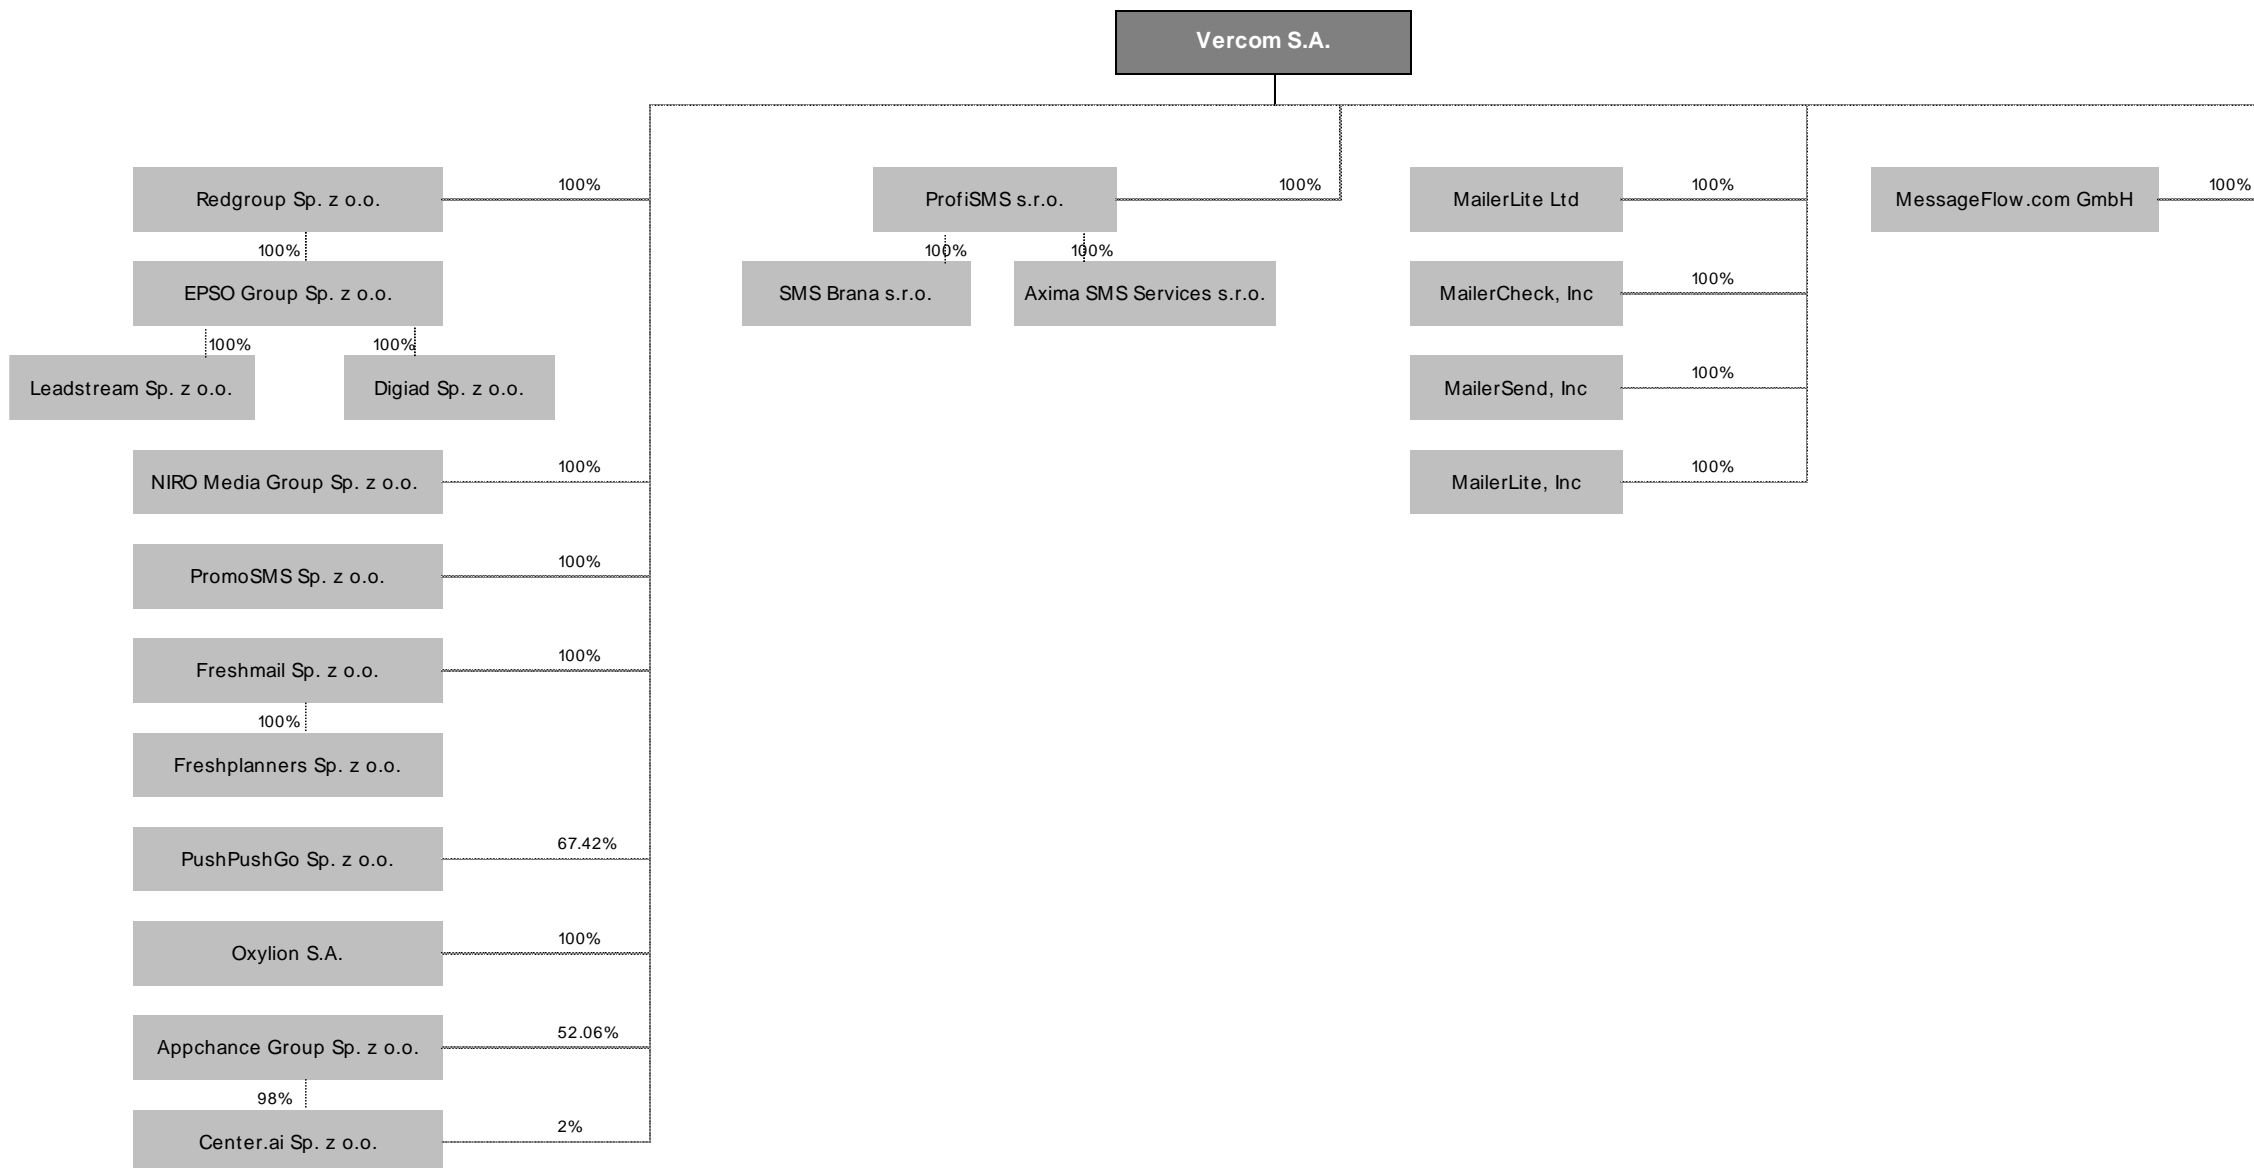 Vercom S.A.
100%
100%
100%
100%
Redgroup Sp. z o.o.
ProfiSMS s.r.o.
MailerLite Ltd
MessageFlow.com GmbH
100%
100%
100%
EPSO Group Sp. z o.o.
SMS Brana s.r.o.
Axima SMS Services s.r.o.
MailerCheck, Inc
100%
100%
100%
100%
Leadstream Sp. z o.o.
Digiad Sp. z o.o.
MailerSend, Inc
100%
100%
100%
NIRO Media Group Sp. z o.o.
MailerLite, Inc
100%
PromoSMS Sp. z o.o.
100%
Freshmail Sp. z o.o.
100%
100%
Freshplanners Sp. z o.o.
67.42%
PushPushGo Sp. z o.o.
100%
Oxylion S.A.
52.06%
Appchance Group Sp. z o.o.
98%
2%
Center.ai Sp. z o.o.